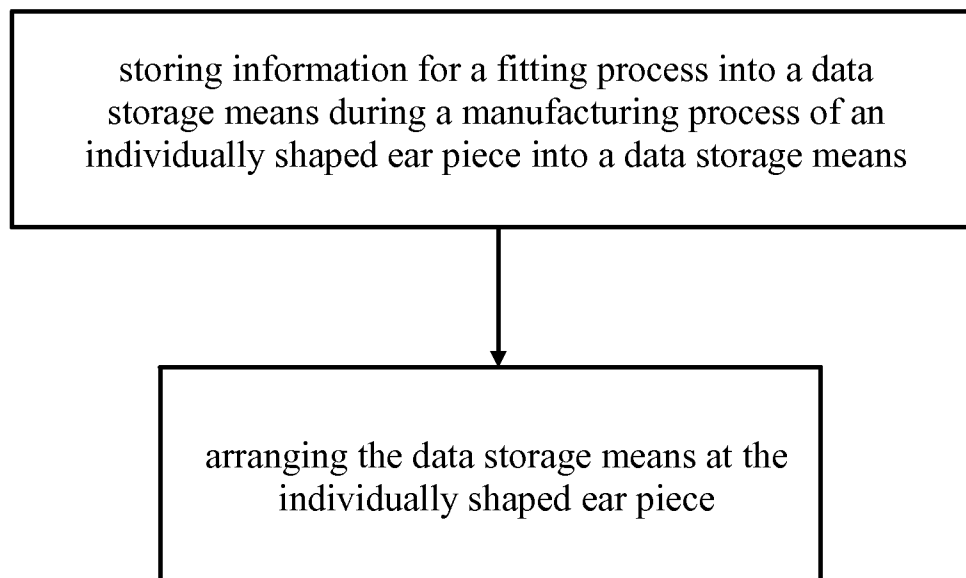 storing information for a fitting process into a data
storage means during a manufacturing process of an
individually shaped ear piece into a data storage means
arranging the data storage means at the
individually shaped ear piece